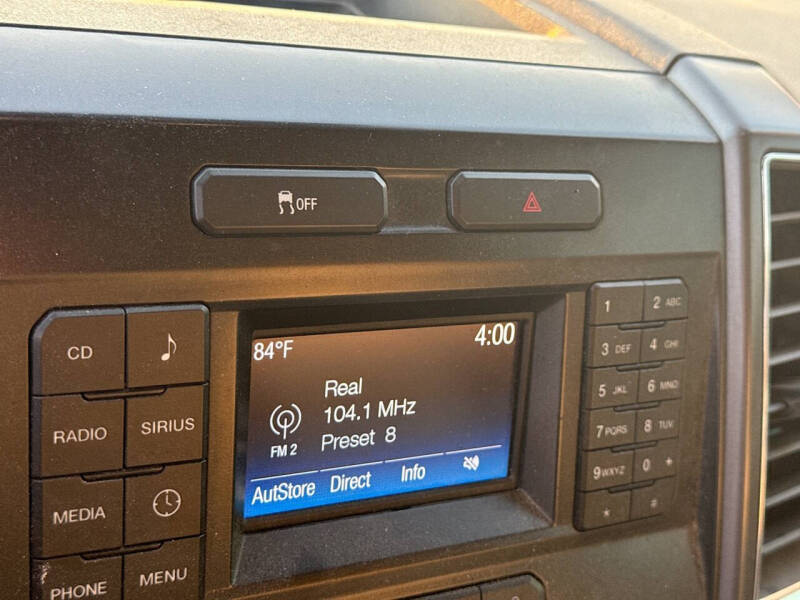 OFF
84°F 4:00
Real
104.1 MHz
Preset 8
FM 2
AutStore Direct Info
CD
RADIO SIRIUS
MEDIA
PHONE MENU
1 2 ABC
3 DEF 4 GHI
5 JKL 6 MNO
7 PQRS 8 TUV
9 WXYZ 0 +
* #